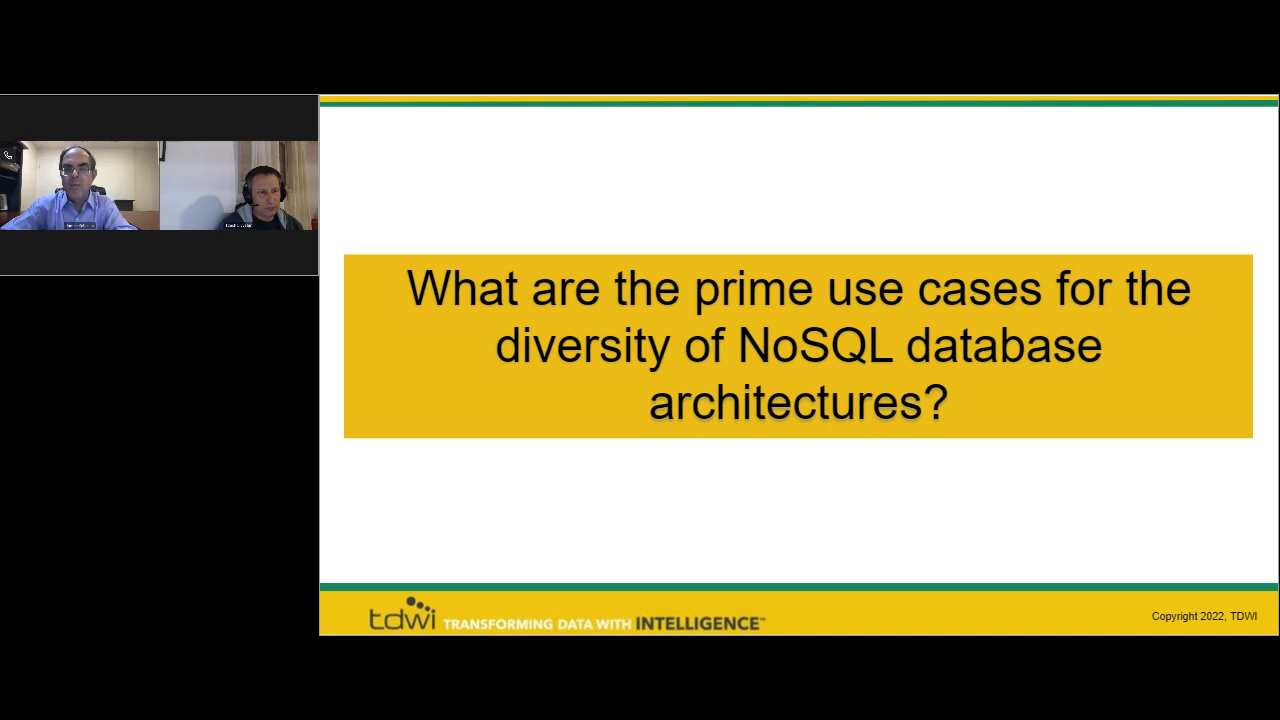 What are the prime use cases for the
diversity of NoSQL database
architectures?
tdwi TRANSFORMING DATA WITH INTELLIGENCE™
Copyright 2022, TDWI